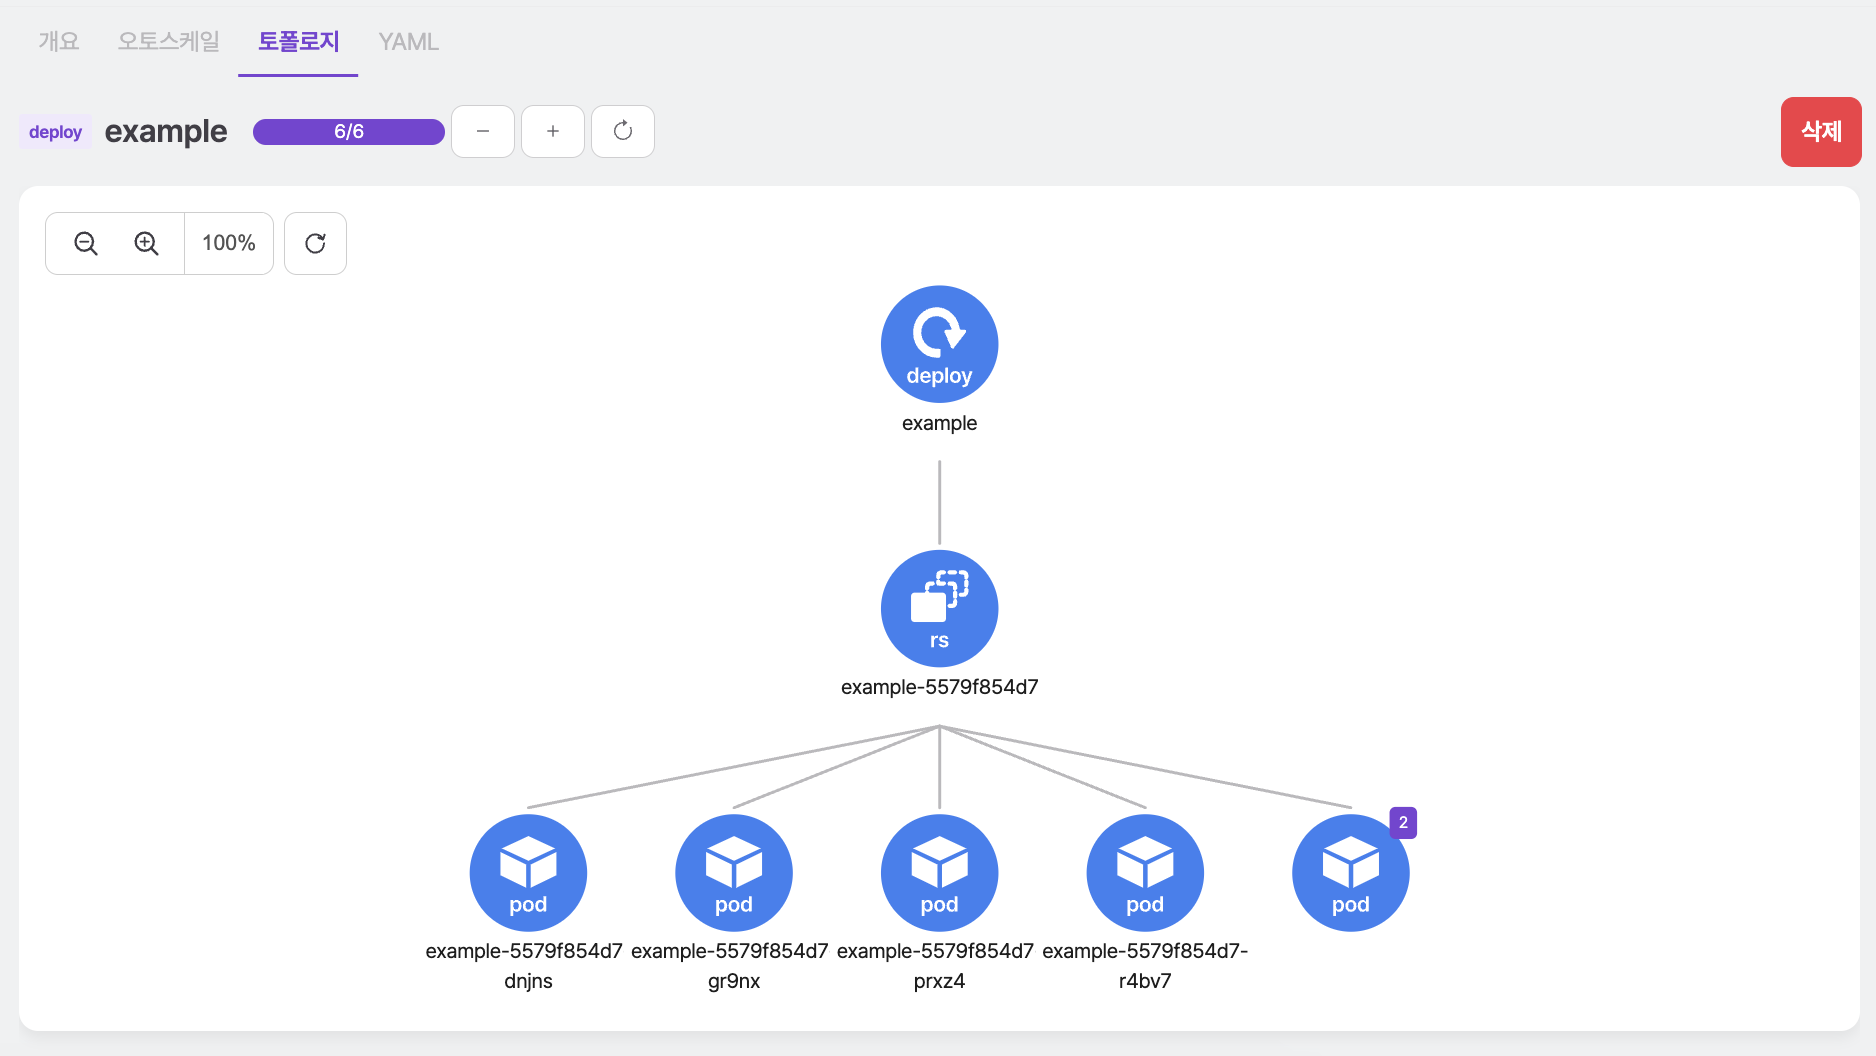 개요 오토스케일 토폴로지 YAML
deploy example 6/6 삭제
100%
deploy
example
rs
example-5579f854d7
2
pod pod pod pod pod
example-5579f854d7 example-5579f854d7 example-5579f854d7 example-5579f854d7-
dnjns gr9nx prxz4 r4bv7